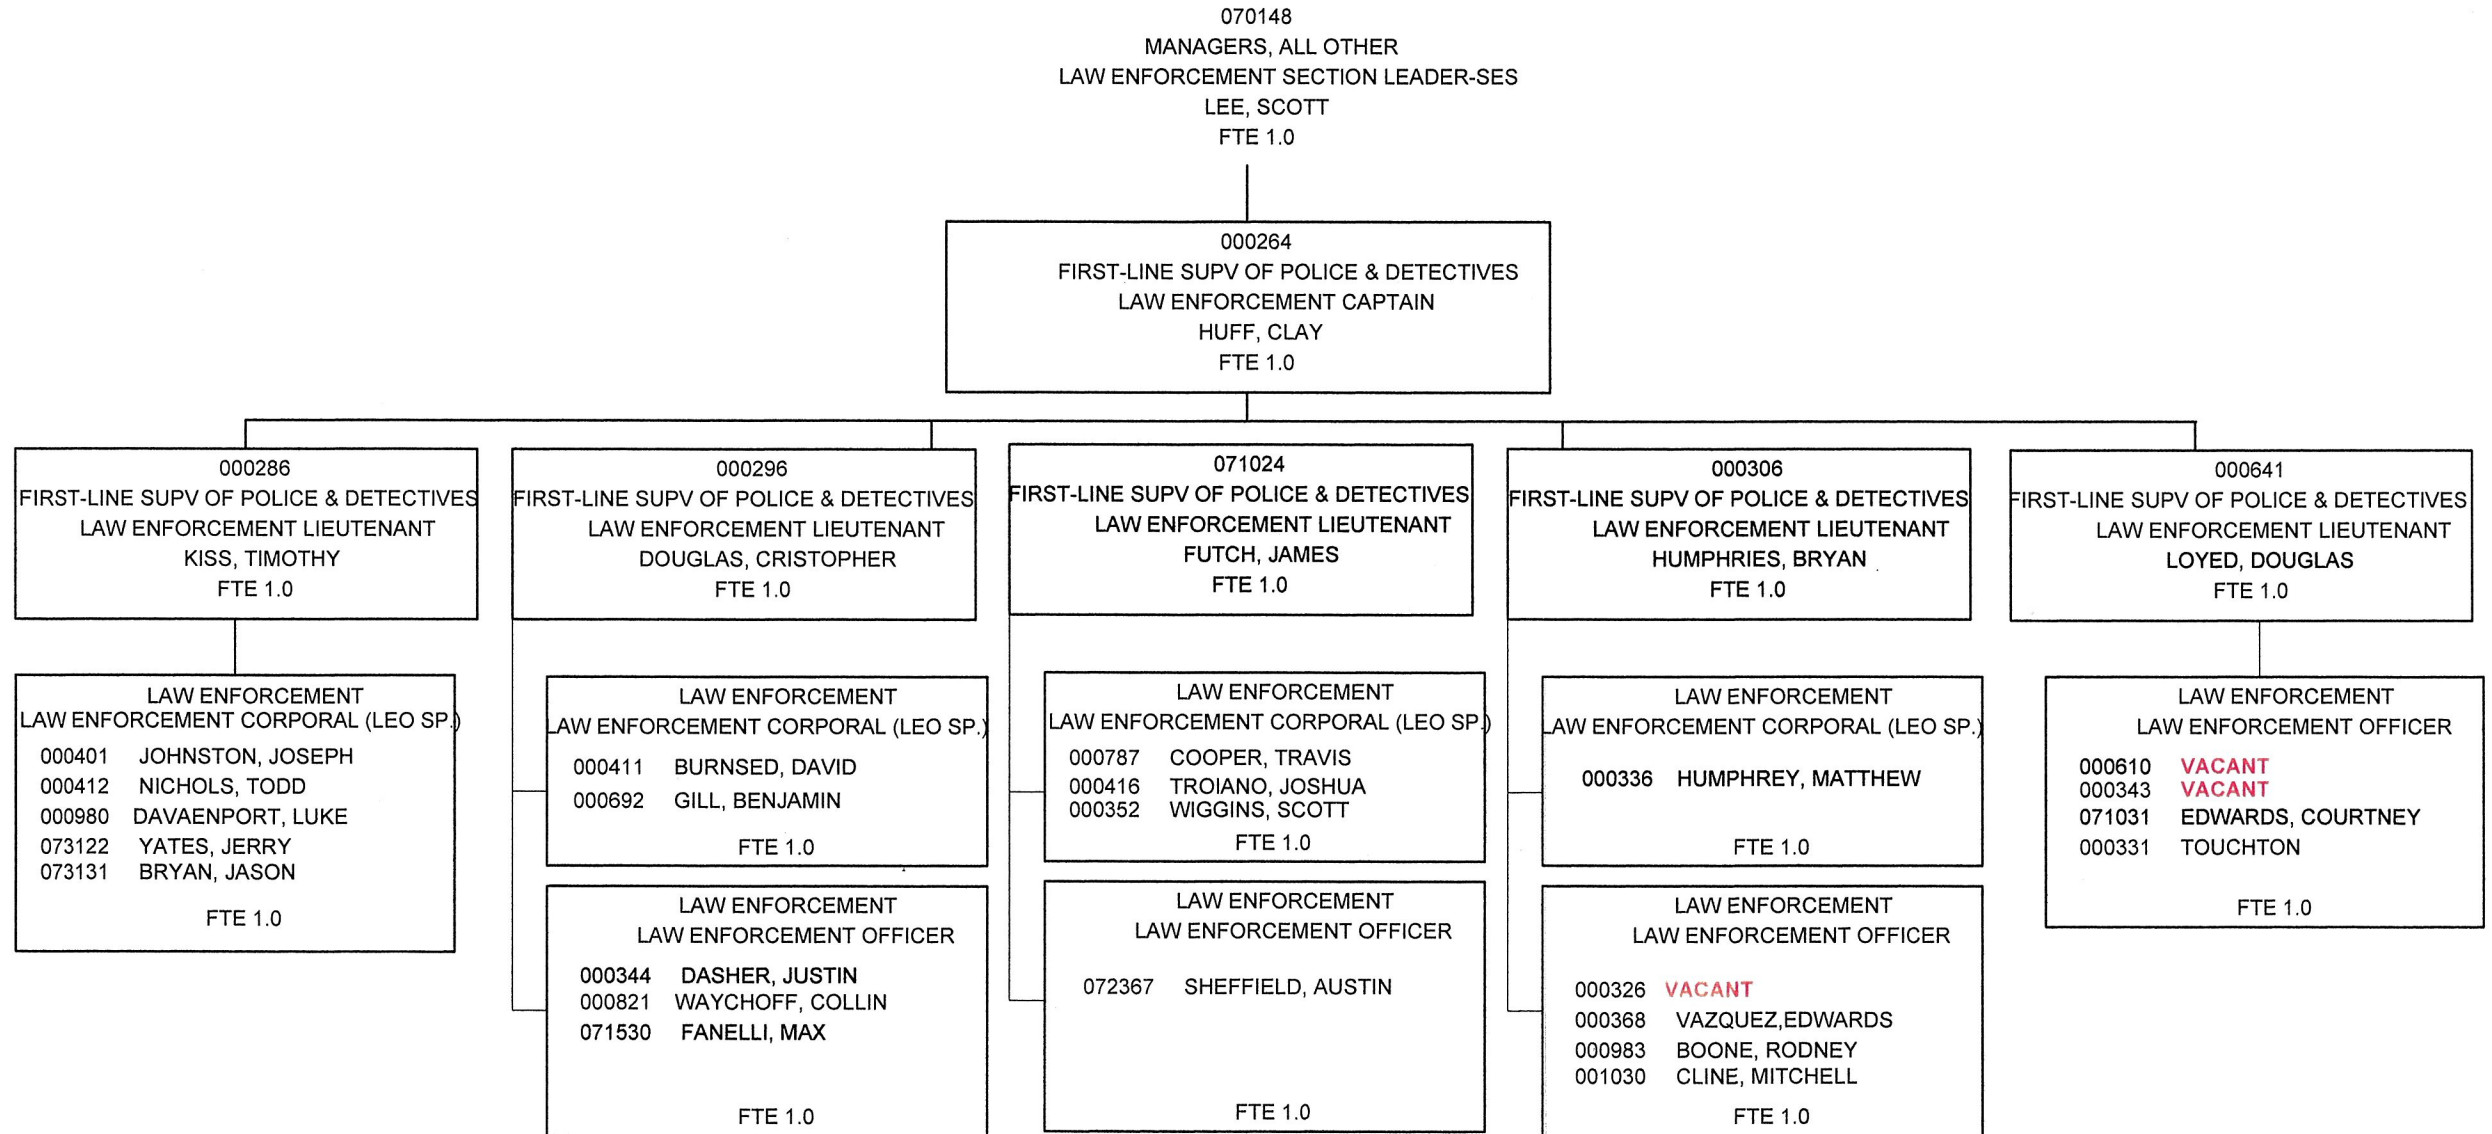 070148
MANAGERS, ALL OTHER
LAW ENFORCEMENT SECTION LEADER-SES
LEE, SCOTT
FTE 1.0
000264
FIRST-LINE SUPV OF POLICE & DETECTIVES
LAW ENFORCEMENT CAPTAIN
HUFF, CLAY
FTE 1.0
000286
FIRST-LINE SUPV OF POLICE & DETECTIVES
LAW ENFORCEMENT LIEUTENANT
KISS, TIMOTHY
FTE 1.0
000296
FIRST-LINE SUPV OF POLICE & DETECTIVES
LAW ENFORCEMENT LIEUTENANT
DOUGLAS, CRISTOPHER
FTE 1.0
071024
FIRST-LINE SUPV OF POLICE & DETECTIVES
LAW ENFORCEMENT LIEUTENANT
FUTCH, JAMES
FTE 1.0
000306
FIRST-LINE SUPV OF POLICE & DETECTIVES
LAW ENFORCEMENT LIEUTENANT
HUMPHRIES, BRYAN
FTE 1.0
000641
FIRST-LINE SUPV OF POLICE & DETECTIVES
LAW ENFORCEMENT LIEUTENANT
LOYED, DOUGLAS
FTE 1.0
LAW ENFORCEMENT
LAW ENFORCEMENT CORPORAL (LEO SP.)
000401 JOHNSTON, JOSEPH
000412 NICHOLS, TODD
000980 DAVAENPORT, LUKE
073122 YATES, JERRY
073131 BRYAN, JASON
FTE 1.0
LAW ENFORCEMENT
LAW ENFORCEMENT CORPORAL (LEO SP.)
000411 BURNSED, DAVID
000692 GILL, BENJAMIN
FTE 1.0
LAW ENFORCEMENT
LAW ENFORCEMENT OFFICER
000344 DASHER, JUSTIN
000821 WAYCHOFF, COLLIN
071530 FANELLI, MAX
FTE 1.0
LAW ENFORCEMENT
LAW ENFORCEMENT CORPORAL (LEO SP.)
000787 COOPER, TRAVIS
000416 TROIANO, JOSHUA
000352 WIGGINS, SCOTT
FTE 1.0
LAW ENFORCEMENT
LAW ENFORCEMENT OFFICER
072367 SHEFFIELD, AUSTIN
FTE 1.0
LAW ENFORCEMENT
LAW ENFORCEMENT CORPORAL (LEO SP.)
000336 HUMPHREY, MATTHEW
FTE 1.0
LAW ENFORCEMENT
LAW ENFORCEMENT OFFICER
000326 VACANT
000368 VAZQUEZ,EDWARDS
000983 BOONE, RODNEY
001030 CLINE, MITCHELL
FTE 1.0
LAW ENFORCEMENT
LAW ENFORCEMENT OFFICER
000610 VACANT
000343 VACANT
071031 EDWARDS, COURTNEY
000331 TOUCHTON
FTE 1.0